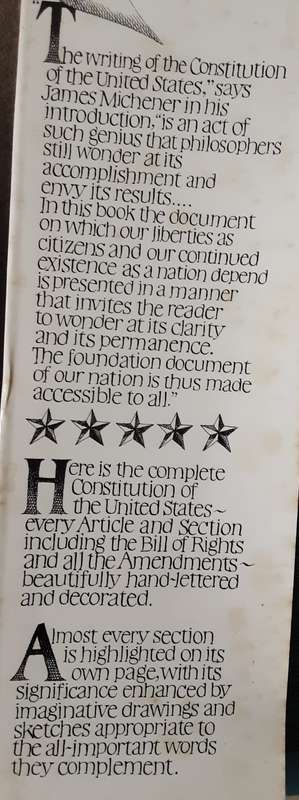 “The writing of the Constitution
of the United States,” says
James Michener in his
introduction, “is an act of
such genius that philosophers
still wonder at its
accomplishment and
envy its results....
In this book the document
on which our liberties as
citizens and our continued
existence as a nation depend
is presented in a manner
that invites the reader
to wonder at its clarity
and its permanence.
The foundation document
of our nation is thus made
accessible to all.”
Here is the complete
Constitution of
the United States~
every Article and Section
including the Bill of Rights
and all the Amendments~
beautifully hand-lettered
and decorated.
Almost every section
is highlighted on its
own page, with its
significance enhanced by
imaginative drawings and
sketches appropriate to
the all-important words
they complement.